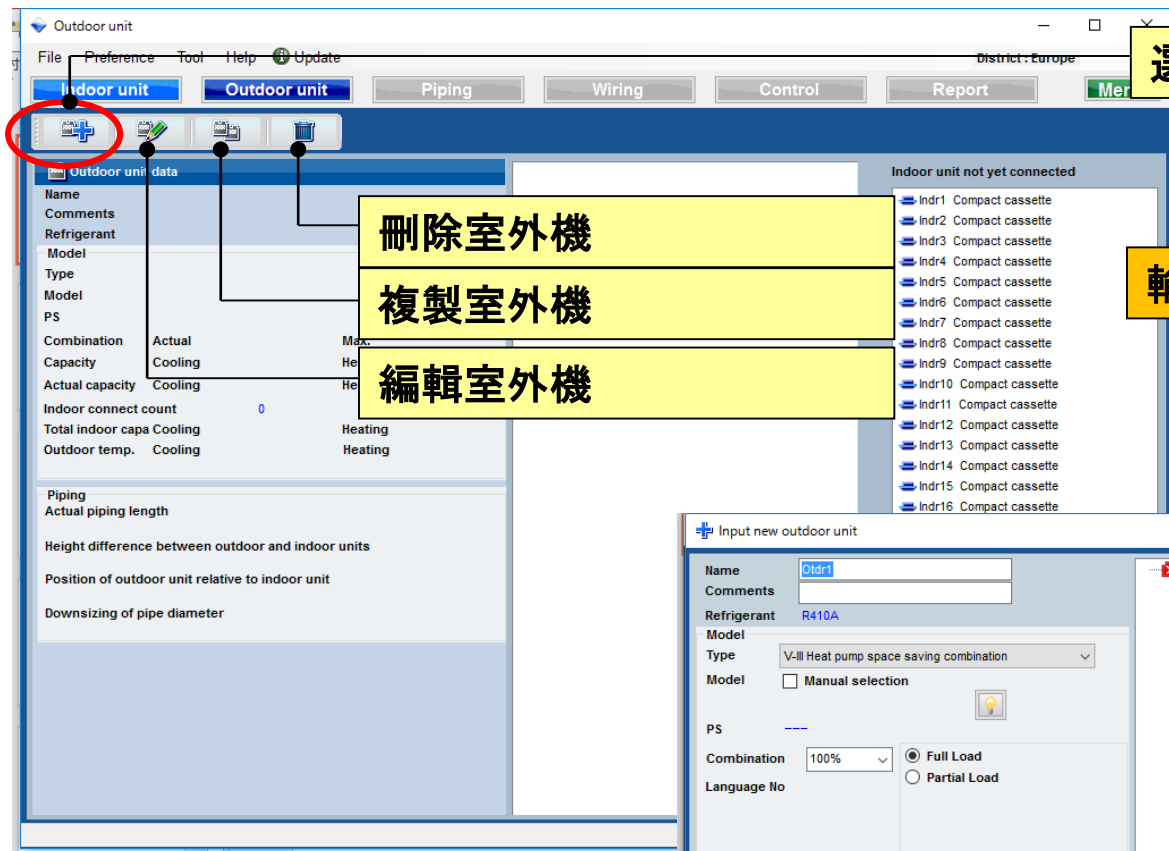 Outdoor unit
File Preference Tool Help Update
District : Europe
選
Indoor unit Outdoor unit Piping Wiring Control Report Mer
Outdoor unit data
Name
Comments
Refrigerant
Model
Type
Model
PS
Combination Actual Max.
Capacity Cooling He
Actual capacity Cooling He
Indoor connect count 0
Total indoor capa Cooling Heating
Outdoor temp. Cooling Heating
Piping
Actual piping length
Height difference between outdoor and indoor units
Position of outdoor unit relative to indoor unit
Downsizing of pipe diameter
刪除室外機
複製室外機
編輯室外機
Indoor unit not yet connected
Indr1 Compact cassette
Indr2 Compact cassette
Indr3 Compact cassette
Indr4 Compact cassette
Indr5 Compact cassette
Indr6 Compact cassette
Indr7 Compact cassette
Indr8 Compact cassette
Indr9 Compact cassette
Indr10 Compact cassette
Indr11 Compact cassette
Indr12 Compact cassette
Indr13 Compact cassette
Indr14 Compact cassette
Indr15 Compact cassette
Indr16 Compact cassette
Input new outdoor unit
Name Otdr1
Comments
Refrigerant R410A
Model
Type V-III Heat pump space saving combination
Model Manual selection
PS ---
Combination 100% Full Load
Partial Load
Language No